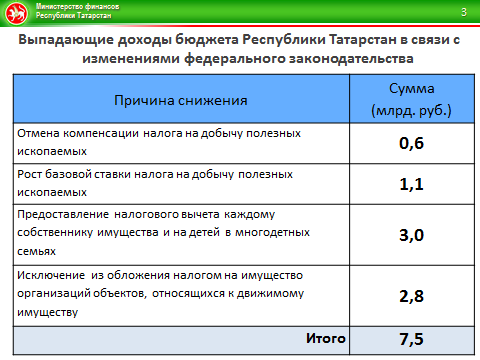 Министерство финансов
Республики Татарстан
3
Выпадающие доходы бюджета Республики Татарстан в связи с
изменениями федерального законодательства
Причина снижения
Сумма
(млрд. руб.)
Отмена компенсации налога на добычу полезных
ископаемых
0,6
Рост базовой ставки налога на добычу полезных
ископаемых
1,1
Предоставление налогового вычета каждому
собственнику имущества и на детей в многодетных
семьях
3,0
Исключение из обложения налогом на имущество
организаций объектов, относящихся к движимому
имуществу
2,8
Итого
7,5